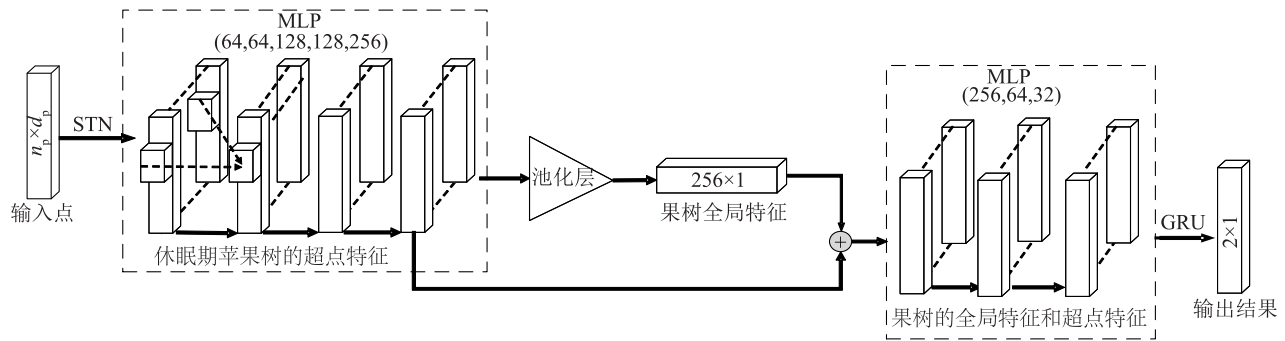 MLP
(64,64,128,128,256)
STN
nₚ×dₚ
输入点
休眠期苹果树的超点特征
池化层
256×1
果树全局特征
+
MLP
(256,64,32)
果树的全局特征和超点特征
GRU
2×1
输出结果